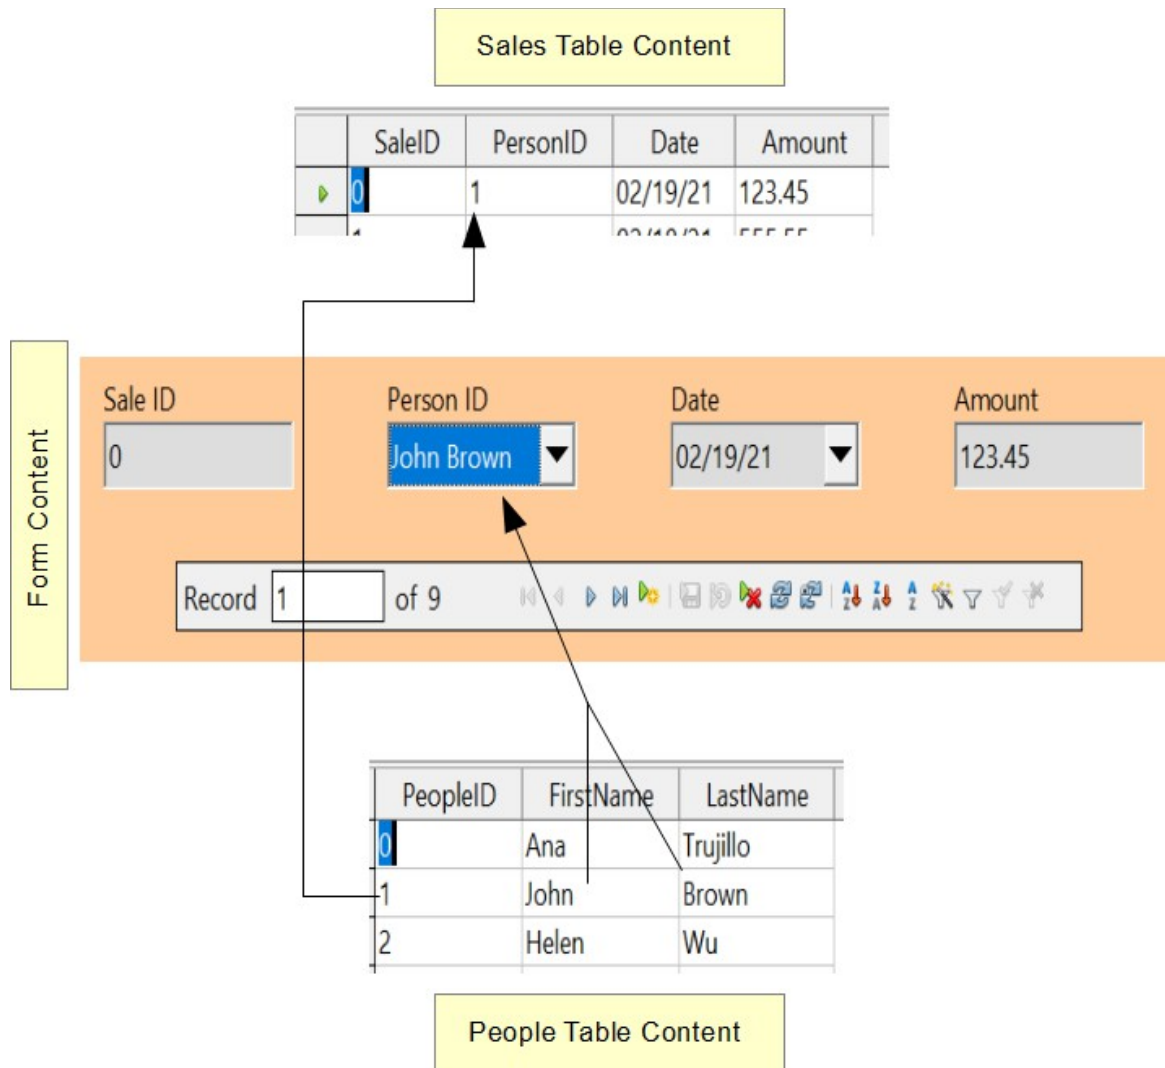 Sales Table Content
SaleID PersonID Date Amount
0 1 02/19/21 123.45
Form Content
Sale ID Person ID Date Amount
0 John Brown 02/19/21 123.45
Record 1 of 9
PeopleID FirstName LastName
0 Ana Trujillo
1 John Brown
2 Helen Wu
People Table Content